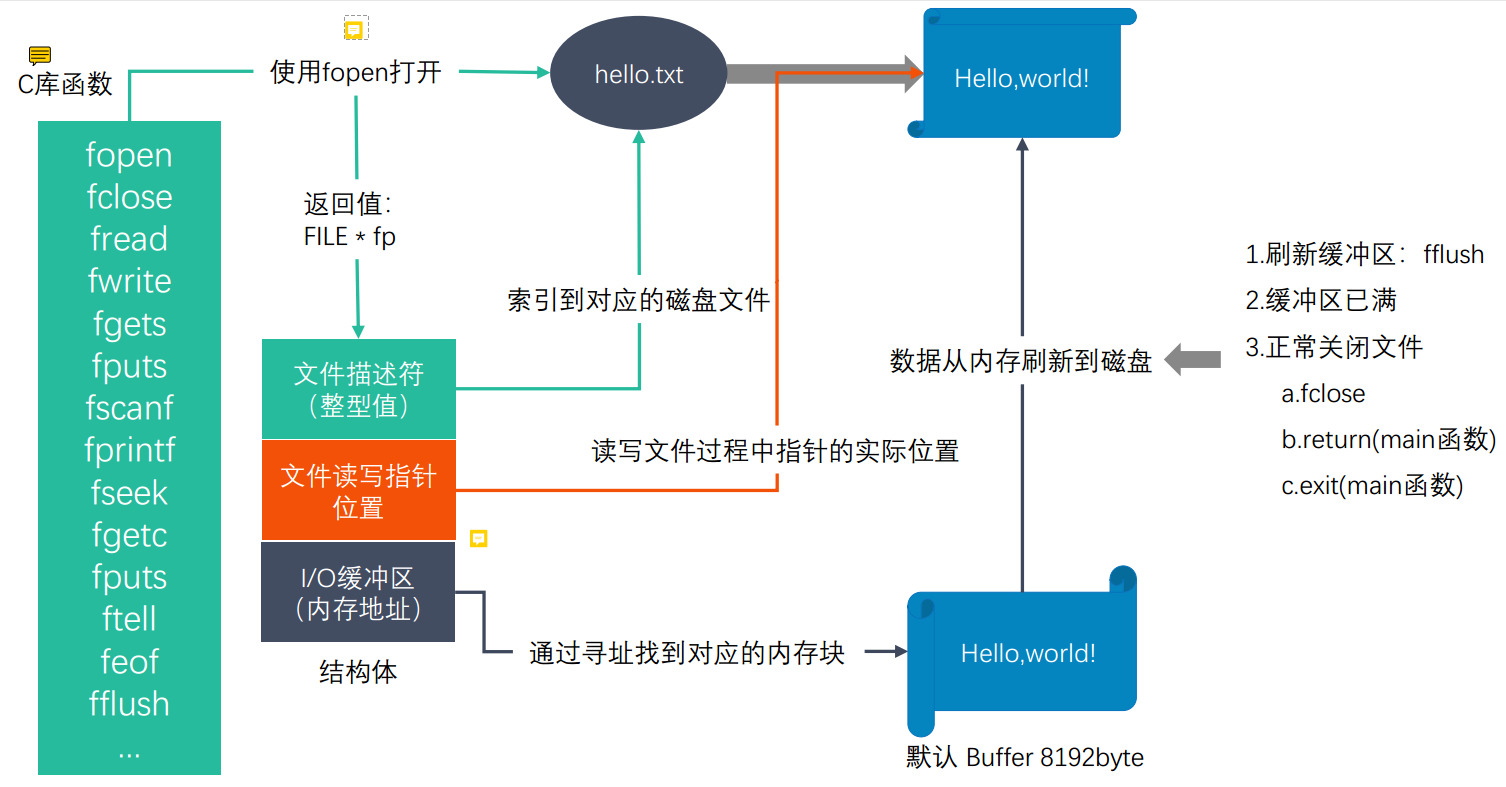 C库函数
fopen
fclose
fread
fwrite
fgets
fputs
fscanf
fprintf
fseek
fgetc
fputs
ftell
feof
fflush
...
使用fopen打开
返回值：
FILE * fp
文件描述符
（整型值）
文件读写指针
位置
I/O缓冲区
（内存地址）
结构体
hello.txt
索引到对应的磁盘文件
读写文件过程中指针的实际位置
通过寻址找到对应的内存块
Hello,world!
数据从内存刷新到磁盘
Hello,world!
默认 Buffer 8192byte
1.刷新缓冲区：fflush
2.缓冲区已满
3.正常关闭文件
a.fclose
b.return(main函数)
c.exit(main函数)